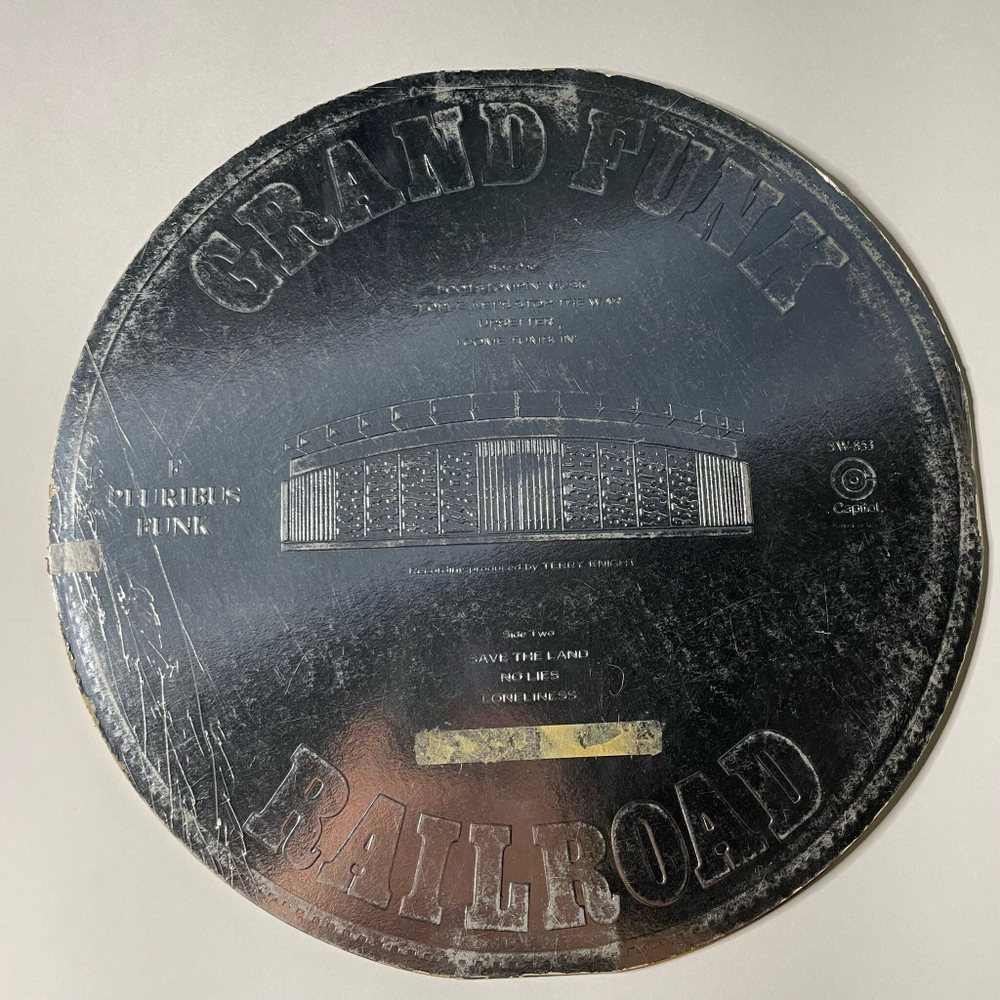 GRAND FUNK
Side One
FOOTSTOMPIN' MUSIC
PEOPLE, LET'S STOP THE WAR
UPSETTER
I COME TUMBLIN'
E
PLURIBUS
FUNK
SW-853
Capitol
Recording produced by TERRY KNIGHT
Side Two
SAVE THE LAND
NO LIES
LONELINESS
RAILROAD